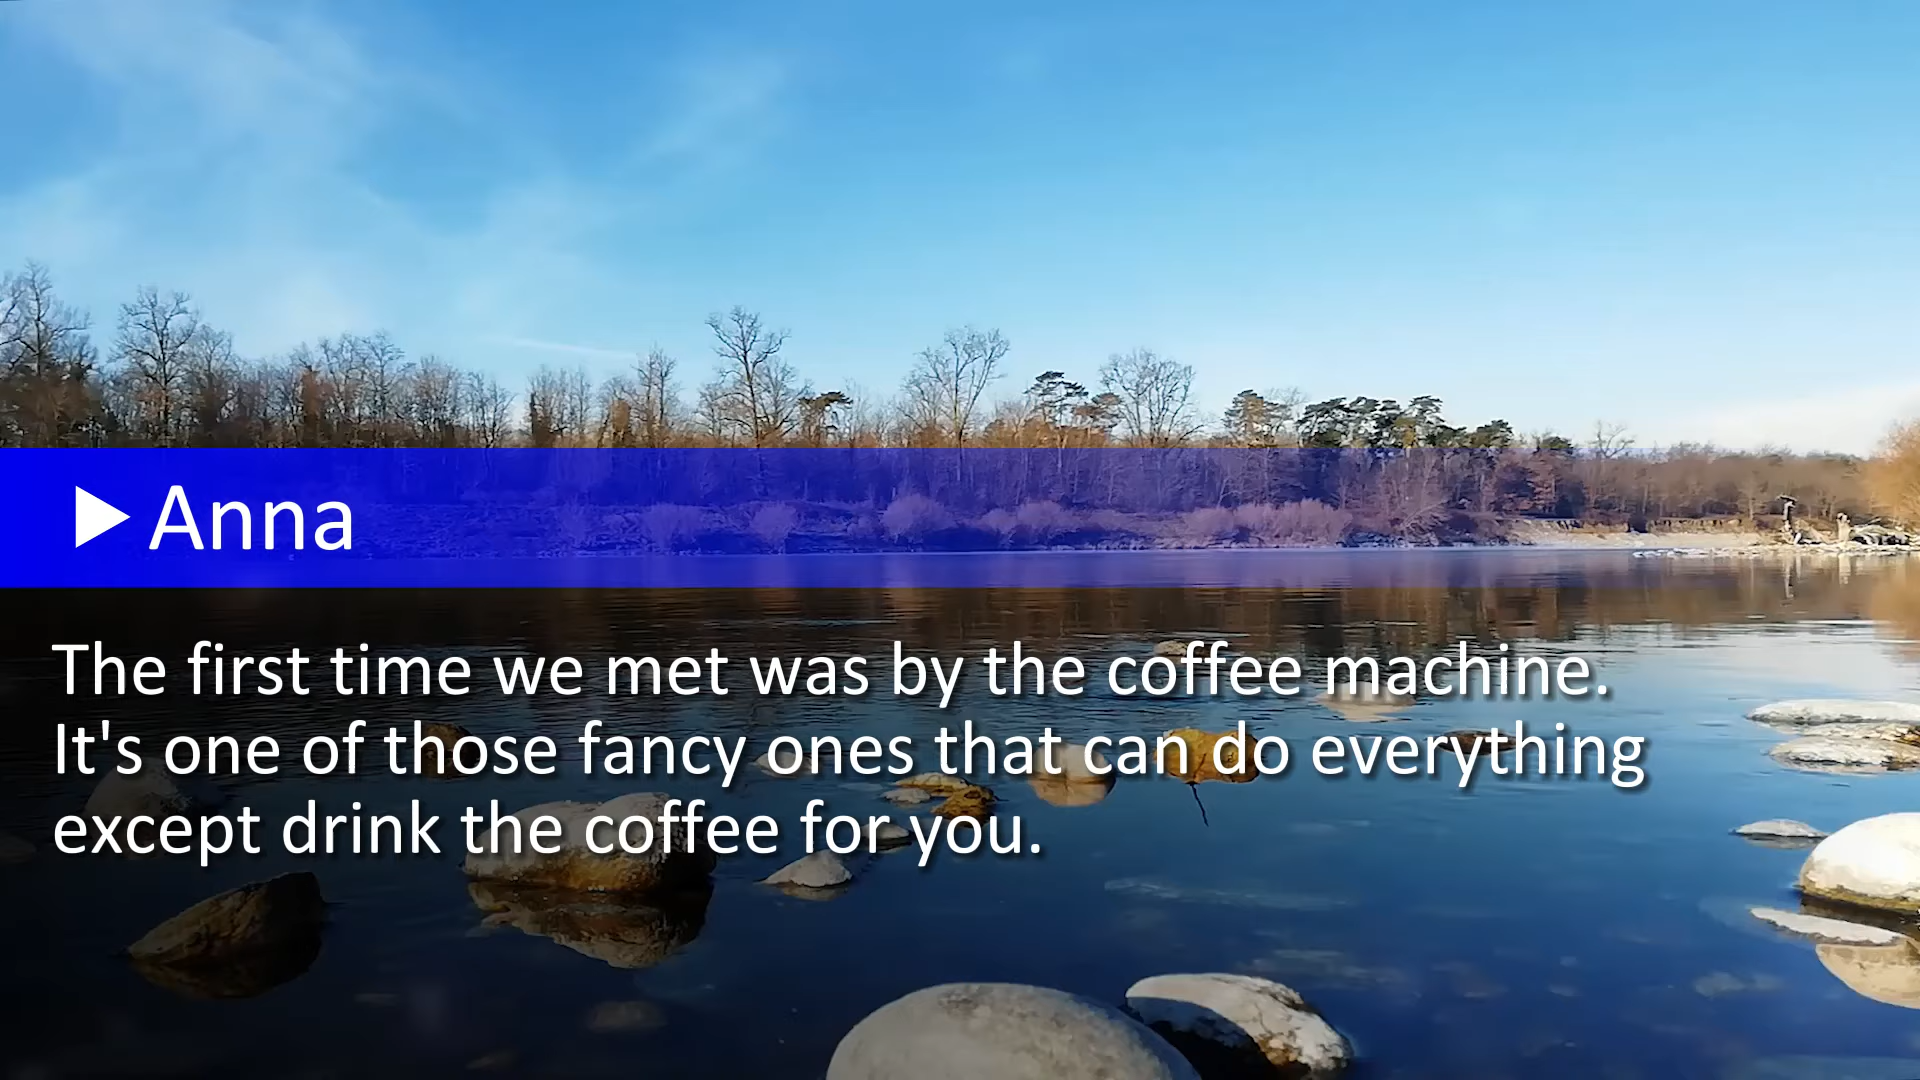 Anna
The first time we met was by the coffee machine.
It's one of those fancy ones that can do everything
except drink the coffee for you.